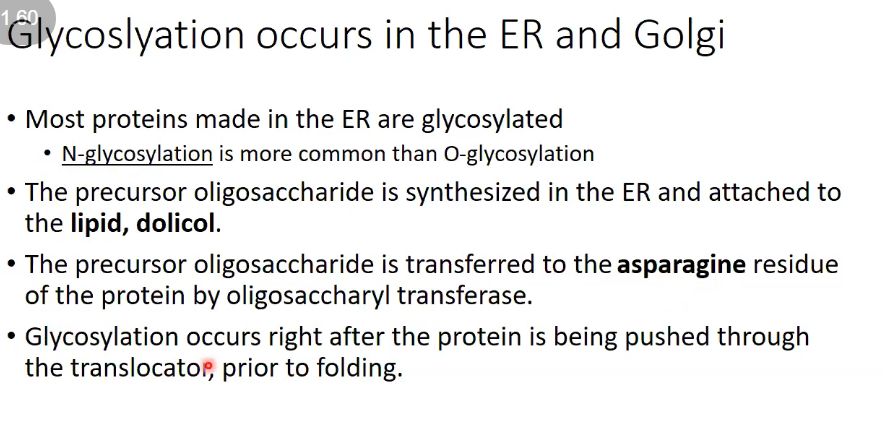 1.60
Glycoslyation occurs in the ER and Golgi
• Most proteins made in the ER are glycosylated
• N-glycosylation is more common than O-glycosylation
• The precursor oligosaccharide is synthesized in the ER and attached to
the lipid, dolicol.
• The precursor oligosaccharide is transferred to the asparagine residue
of the protein by oligosaccharyl transferase.
• Glycosylation occurs right after the protein is being pushed through
the translocator, prior to folding.